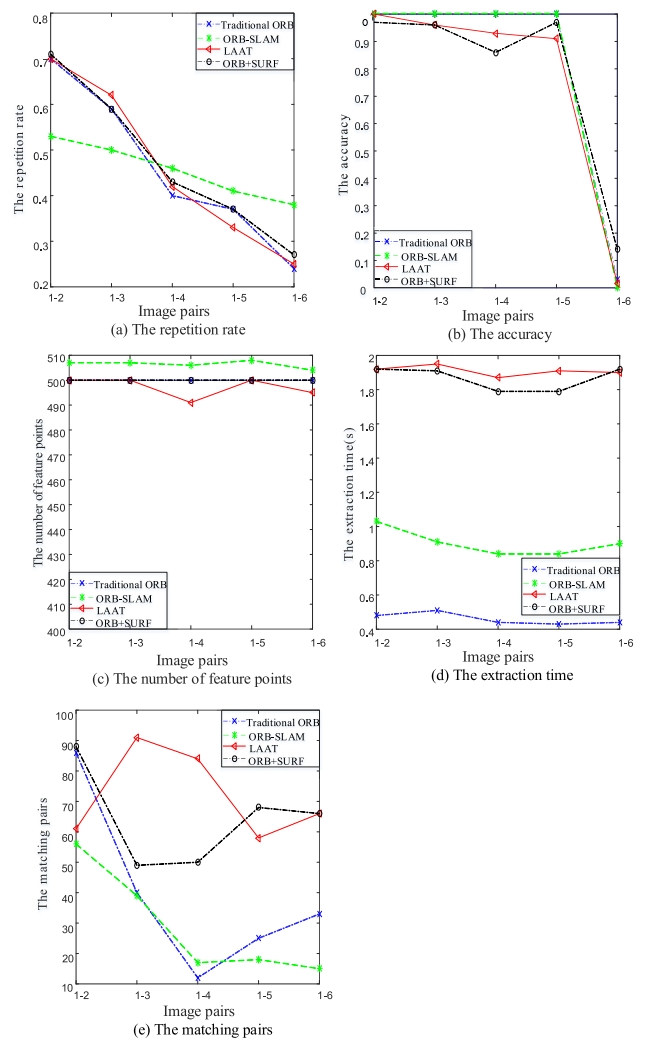 0.8
0.7
0.6
0.5
0.4
0.3
0.2
The repetition rate
Traditional ORB
ORB-SLAM
LAAT
ORB+SURF
1-2 1-3 1-4 1-5 1-6
Image pairs
(a) The repetition rate
0
0.9
0.8
0.7
0.6
0.5
0.4
0.3
0.2
0.1
0
The accuracy
Traditional ORB
ORB-SLAM
LAAT
ORB+SURF
1-2 1-3 1-4 1-5 1-6
Image pairs
(b) The accuracy
510
500
490
480
470
460
450
440
430
420
410
400
The number of feature points
Traditional ORB
ORB-SLAM
LAAT
ORB+SURF
1-2 1-3 1-4 1-5 1-6
Image pairs
(c) The number of feature points
2
1.8
1.6
1.4
1.2
1
0.8
0.6
0.4
The extraction time(s)
Traditional ORB
ORB-SLAM
LAAT
ORB+SURF
1-2 1-3 1-4 1-5 1-6
Image pairs
(d) The extraction time
100
90
80
70
60
50
40
30
20
10
The matching pairs
Traditional ORB
ORB-SLAM
LAAT
ORB+SURF
1-2 1-3 1-4 1-5 1-6
Image pairs
(e) The matching pairs